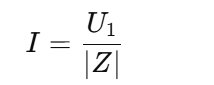 I = U₁ / |Z|